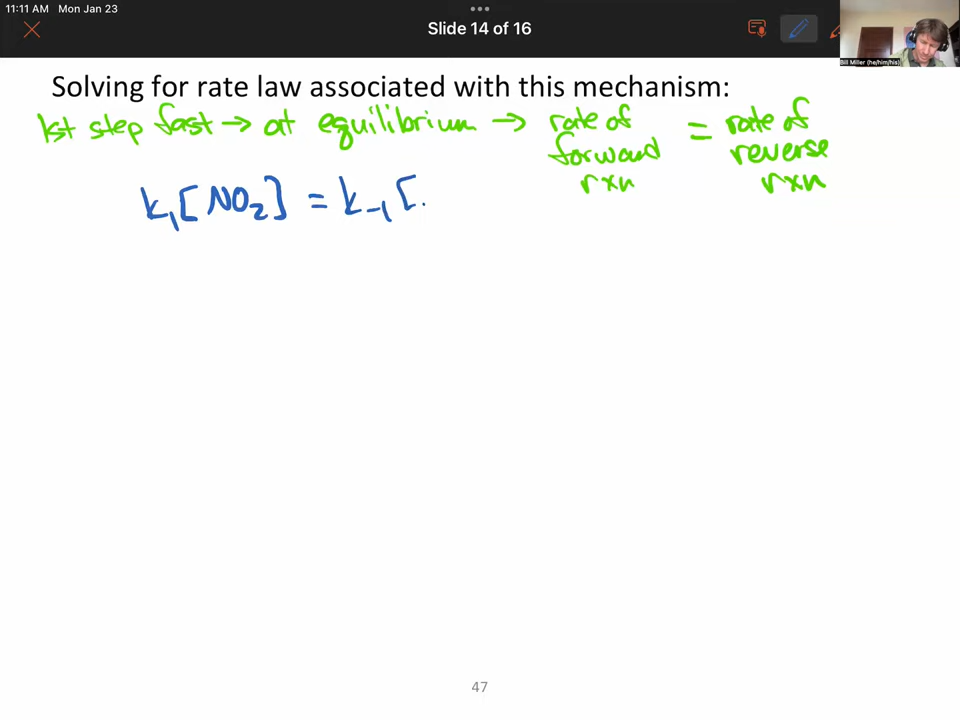 11:11 AM Mon Jan 23
Slide 14 of 16
Bill Miller (he/him/his)
Solving for rate law associated with this mechanism:
1st step fast → at equilibrium → rate of forward rxn = rate of reverse rxn
k₁[NO₂] = k₋₁[
47